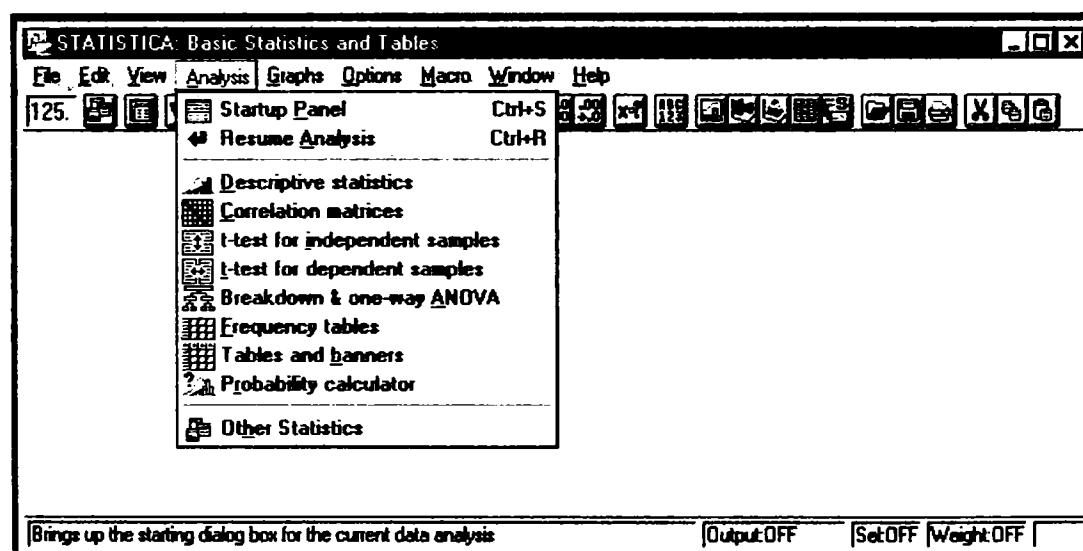 STATISTICA: Basic Statistics and Tables
File Edit View Analysis Graphs Options Macro Window Help
125.
Startup Panel Ctrl+S
Resume Analysis Ctrl+R
Descriptive statistics
Correlation matrices
t-test for independent samples
t-test for dependent samples
Breakdown & one-way ANOVA
Frequency tables
Tables and banners
Probability calculator
Other Statistics
Brings up the starting dialog box for the current data analysis Output:OFF Sel:OFF Weight:OFF